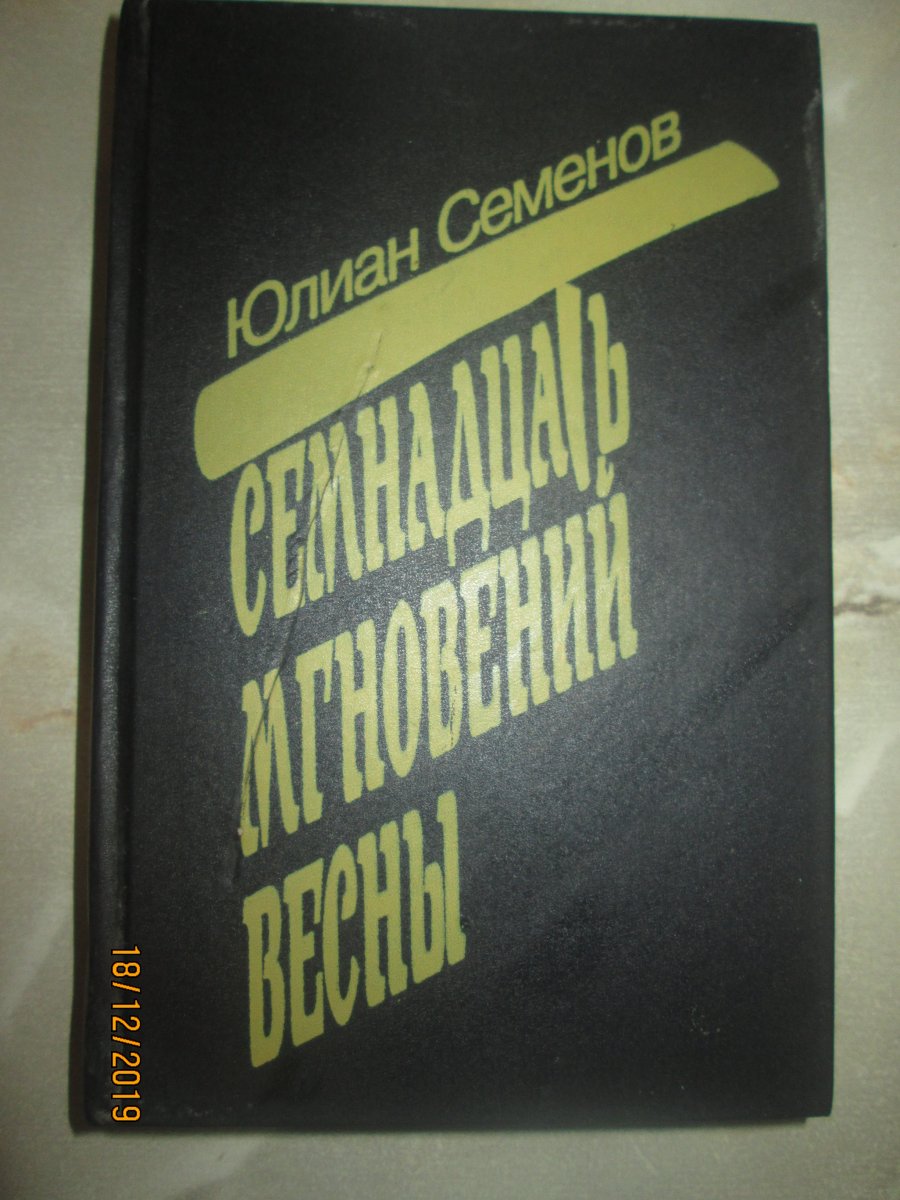 Юлиан Семенов
СЕМНАДЦАТЬ
МГНОВЕНИЙ
ВЕСНЫ
18/12/2019